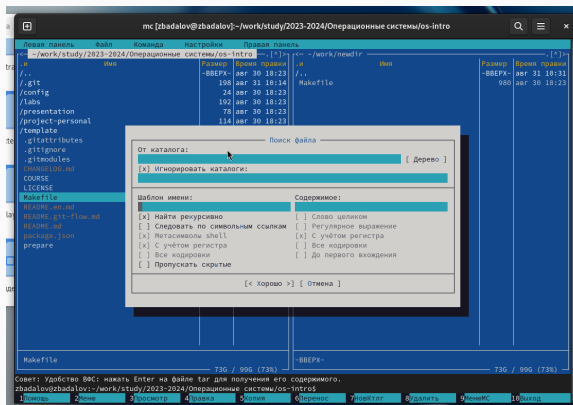 mc [zbadalov@zbadalov]:~/work/study/2023-2024/Операционные системы/os-intro
Левая панель Файл Команда Настройки Правая панель
<— ~/work/study/2023-2024/Операционные системы/os-intro —.[^]> <— ~/work/newdir —.[^]>
.и Имя Размер Время правки .и Имя Размер Время правки
/.. -ВВЕРХ- авг 30 18:23 /.. -ВВЕРХ- авг 31 10:31
/.git 198 авг 31 10:14 Makefile 980 авг 30 18:23
/config 24 авг 30 18:23
/labs 192 авг 30 18:23
/presentation 78 авг 30 18:23
/project-personal 114 авг 30 18:23
/template
.gitattributes
.gitignore
.gitmodules
CHANGELOG.md
COURSE
LICENSE
Makefile
README.en.md
README.git-flow.md
README.md
package.json
prepare
Поиск файла
От каталога:
[ Дерево ]
[x] Игнорировать каталоги:
Шаблон имени: Содержимое:
[x] Найти рекурсивно [ ] Слово целиком
[ ] Следовать по символьным ссылкам [ ] Регулярное выражение
[x] Метасимволы shell [x] С учётом регистра
[x] С учётом регистра [ ] Все кодировки
[ ] Все кодировки [ ] До первого вхождения
[ ] Пропускать скрытые
[< Хорошо >] [ Отмена ]
Makefile -ВВЕРХ-
73G / 99G (73%) 73G / 99G (73%)
Совет: Удобство ВФС: нажать Enter на файле tar для получения его содержимого.
zbadalov@zbadalov:~/work/study/2023-2024/Операционные системы/os-intro$
1Помощь 2Меню 3Просмотр 4Правка 5Копия 6Перенос 7НовКтлг 8Удалить 9МенюMC 10Выход